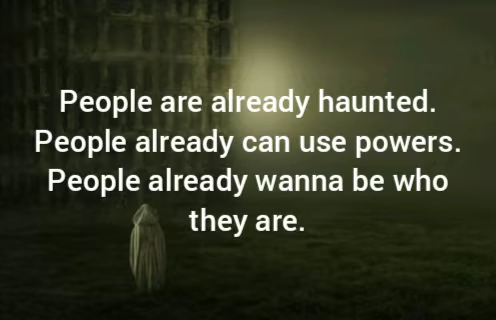 People are already haunted.
People already can use powers.
People already wanna be who
they are.